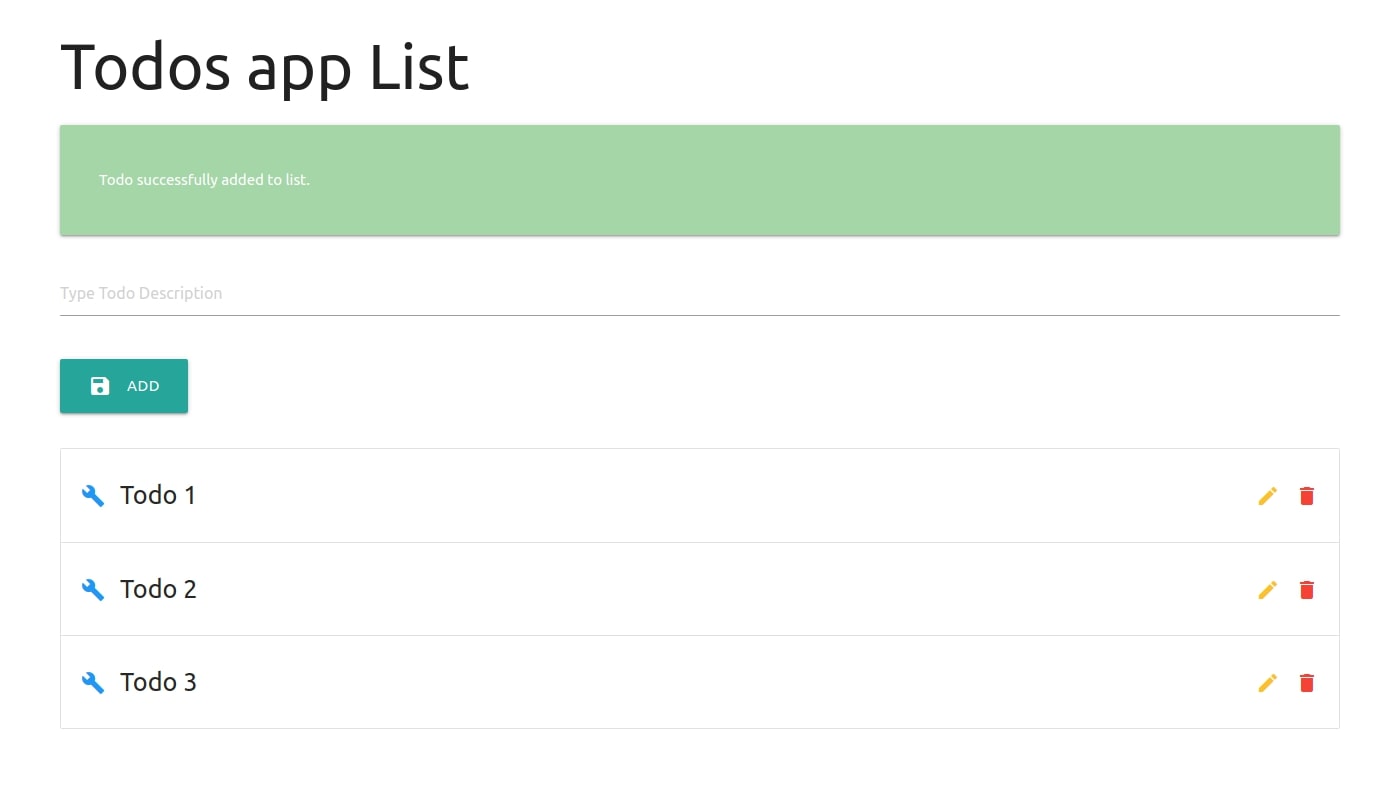 Todos app List
Todo successfully added to list.
Type Todo Description
ADD
Todo 1
Todo 2
Todo 3